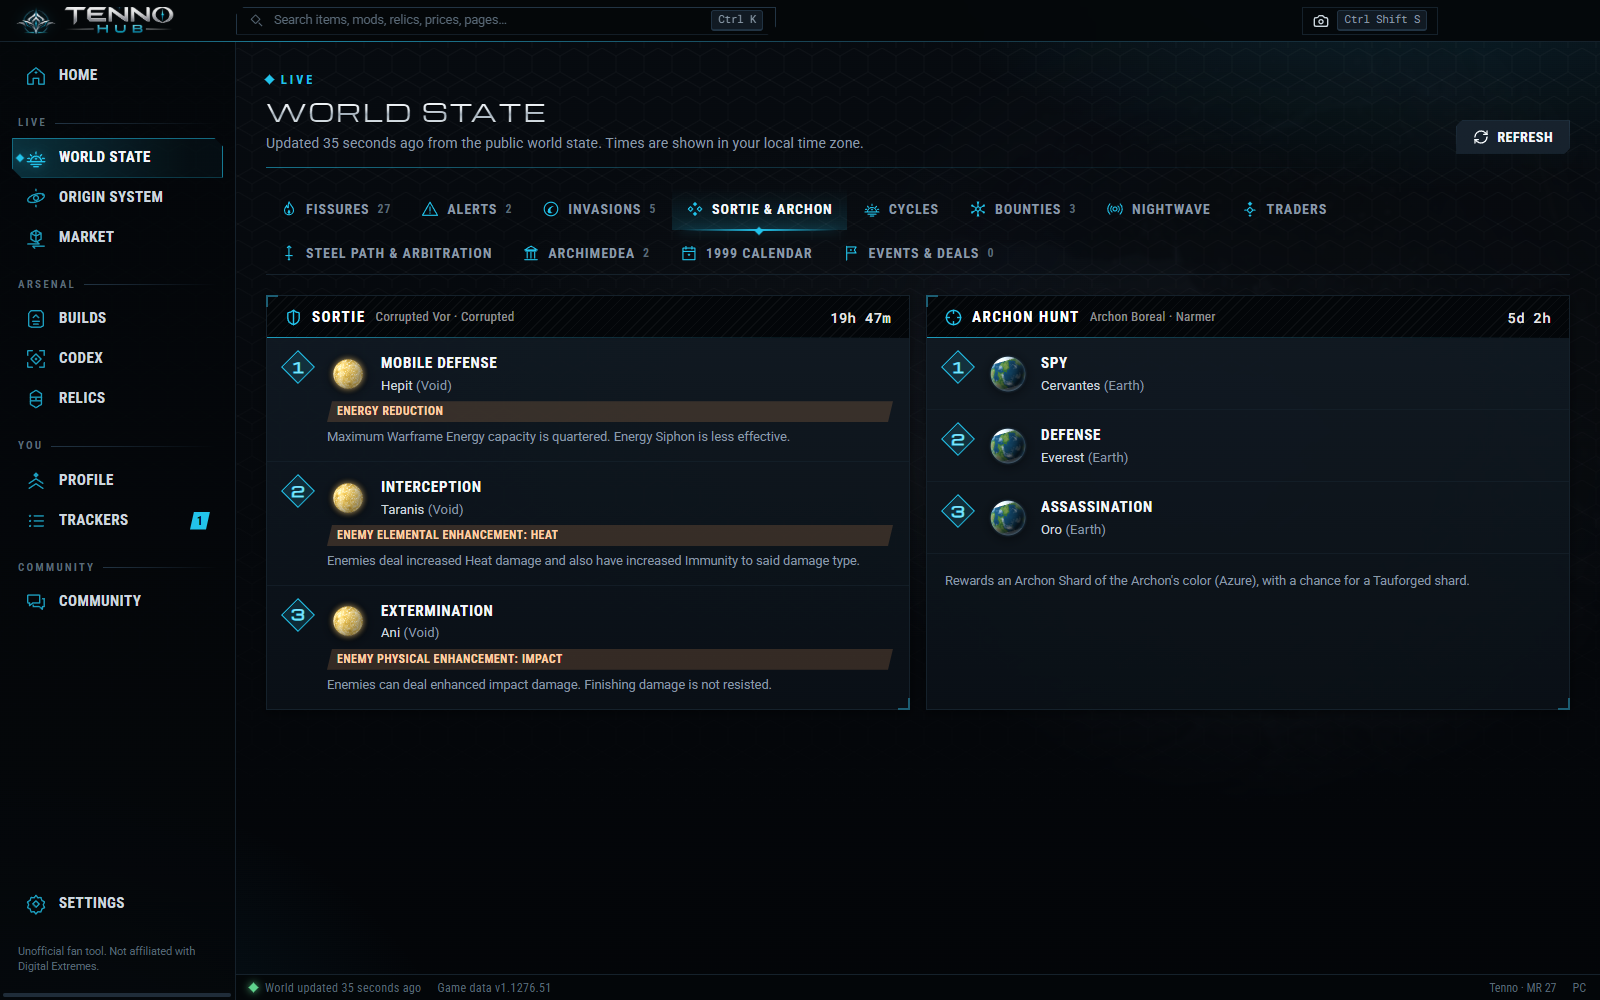 TENNO
HUB
Search items, mods, relics, prices, pages...
Ctrl K
Ctrl Shift S
HOME
LIVE
WORLD STATE
ORIGIN SYSTEM
MARKET
ARSENAL
BUILDS
CODEX
RELICS
YOU
PROFILE
TRACKERS 1
COMMUNITY
COMMUNITY
SETTINGS
Unofficial fan tool. Not affiliated with
Digital Extremes.
LIVE
WORLD STATE
Updated 35 seconds ago from the public world state. Times are shown in your local time zone.
REFRESH
FISSURES 27 ALERTS 2 INVASIONS 5 SORTIE & ARCHON CYCLES BOUNTIES 3 NIGHTWAVE TRADERS
STEEL PATH & ARBITRATION ARCHIMEDEA 2 1999 CALENDAR EVENTS & DEALS 0
SORTIE Corrupted Vor · Corrupted 19h 47m
1 MOBILE DEFENSE
Hepit (Void)
ENERGY REDUCTION
Maximum Warframe Energy capacity is quartered. Energy Siphon is less effective.
2 INTERCEPTION
Taranis (Void)
ENEMY ELEMENTAL ENHANCEMENT: HEAT
Enemies deal increased Heat damage and also have increased Immunity to said damage type.
3 EXTERMINATION
Ani (Void)
ENEMY PHYSICAL ENHANCEMENT: IMPACT
Enemies can deal enhanced impact damage. Finishing damage is not resisted.
ARCHON HUNT Archon Boreal · Narmer 5d 2h
1 SPY
Cervantes (Earth)
2 DEFENSE
Everest (Earth)
3 ASSASSINATION
Oro (Earth)
Rewards an Archon Shard of the Archon's color (Azure), with a chance for a Tauforged shard.
World updated 35 seconds ago Game data v1.1276.51
Tenno · MR 27 PC